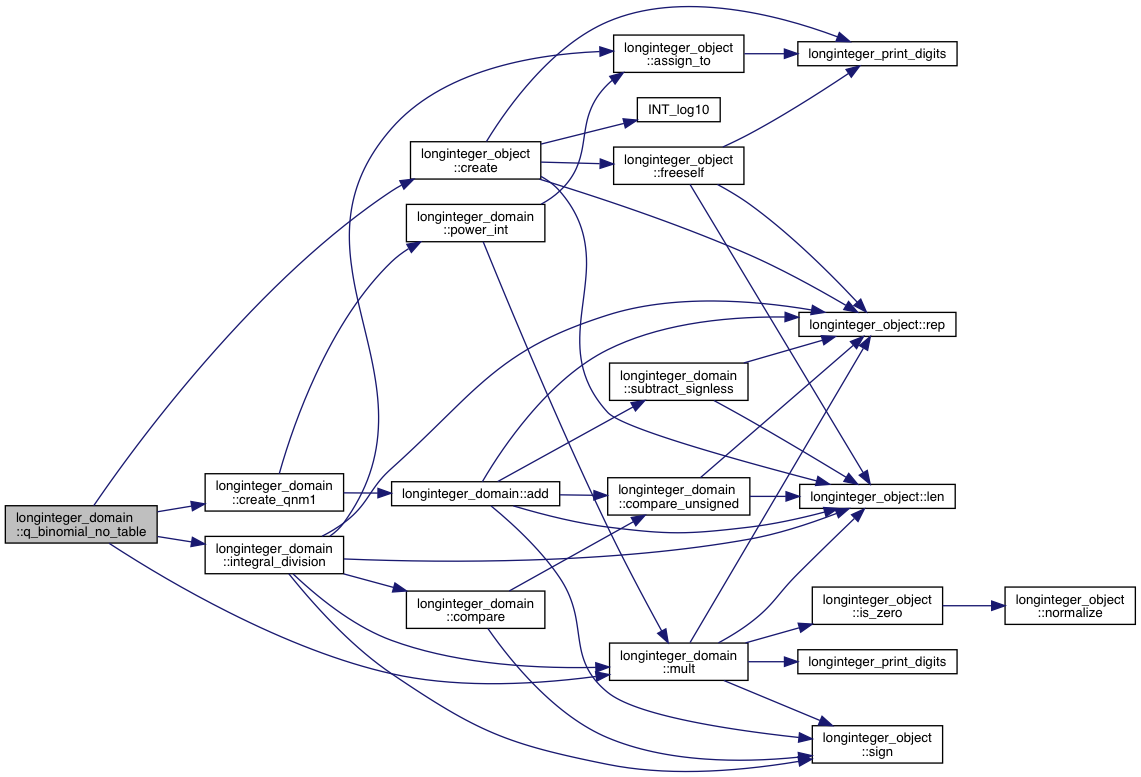 longinteger_object
::assign_to
longinteger_print_digits
INT_log10
longinteger_object
::create
longinteger_object
::freeself
longinteger_domain
::power_int
longinteger_object::rep
longinteger_domain
::subtract_signless
longinteger_domain
::create_qnm1
longinteger_domain::add
longinteger_domain
::compare_unsigned
longinteger_object::len
longinteger_domain
::q_binomial_no_table
longinteger_domain
::integral_division
longinteger_domain
::compare
longinteger_object
::is_zero
longinteger_object
::normalize
longinteger_domain
::mult
longinteger_print_digits
longinteger_object
::sign